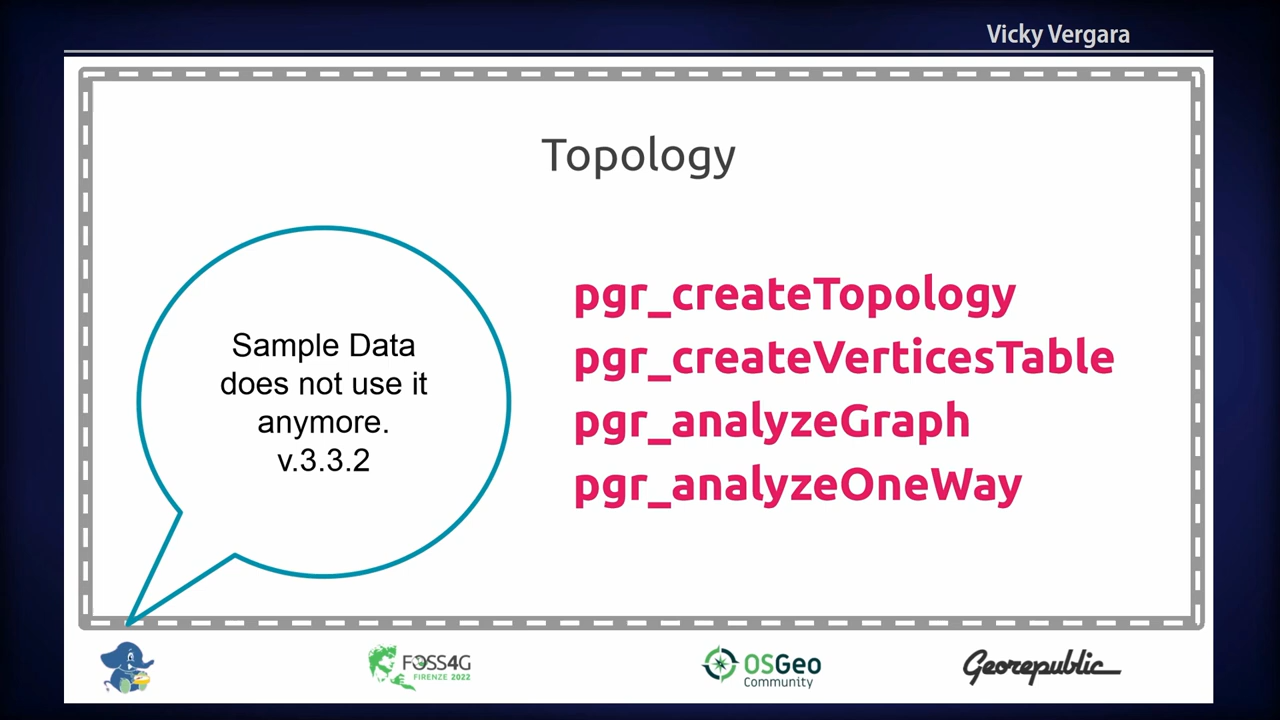 Vicky Vergara
Topology
Sample Data
does not use it
anymore.
v.3.3.2
pgr_createTopology
pgr_createVerticesTable
pgr_analyzeGraph
pgr_analyzeOneWay
FOSS4G
FIRENZE 2022
OSGeo
Community
Georepublic